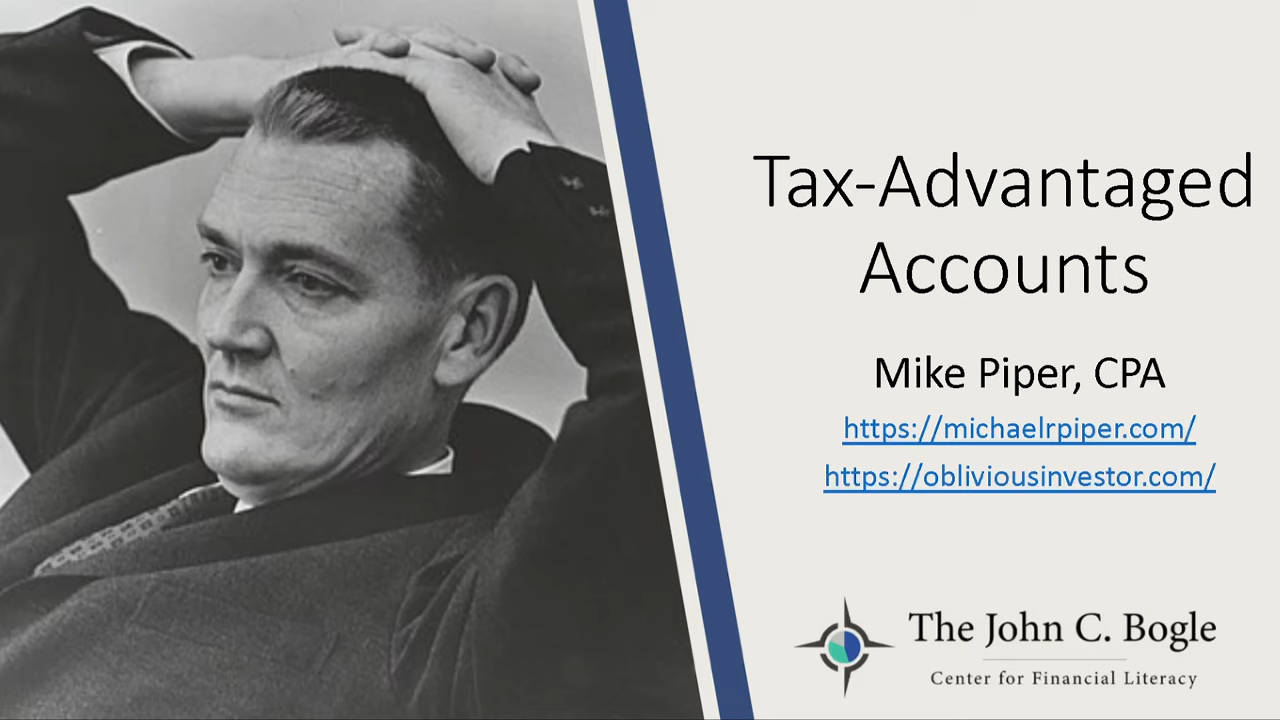 Tax-Advantaged
Accounts
Mike Piper, CPA
https://michaelrpiper.com/
https://obliviousinvestor.com/
The John C. Bogle
Center for Financial Literacy